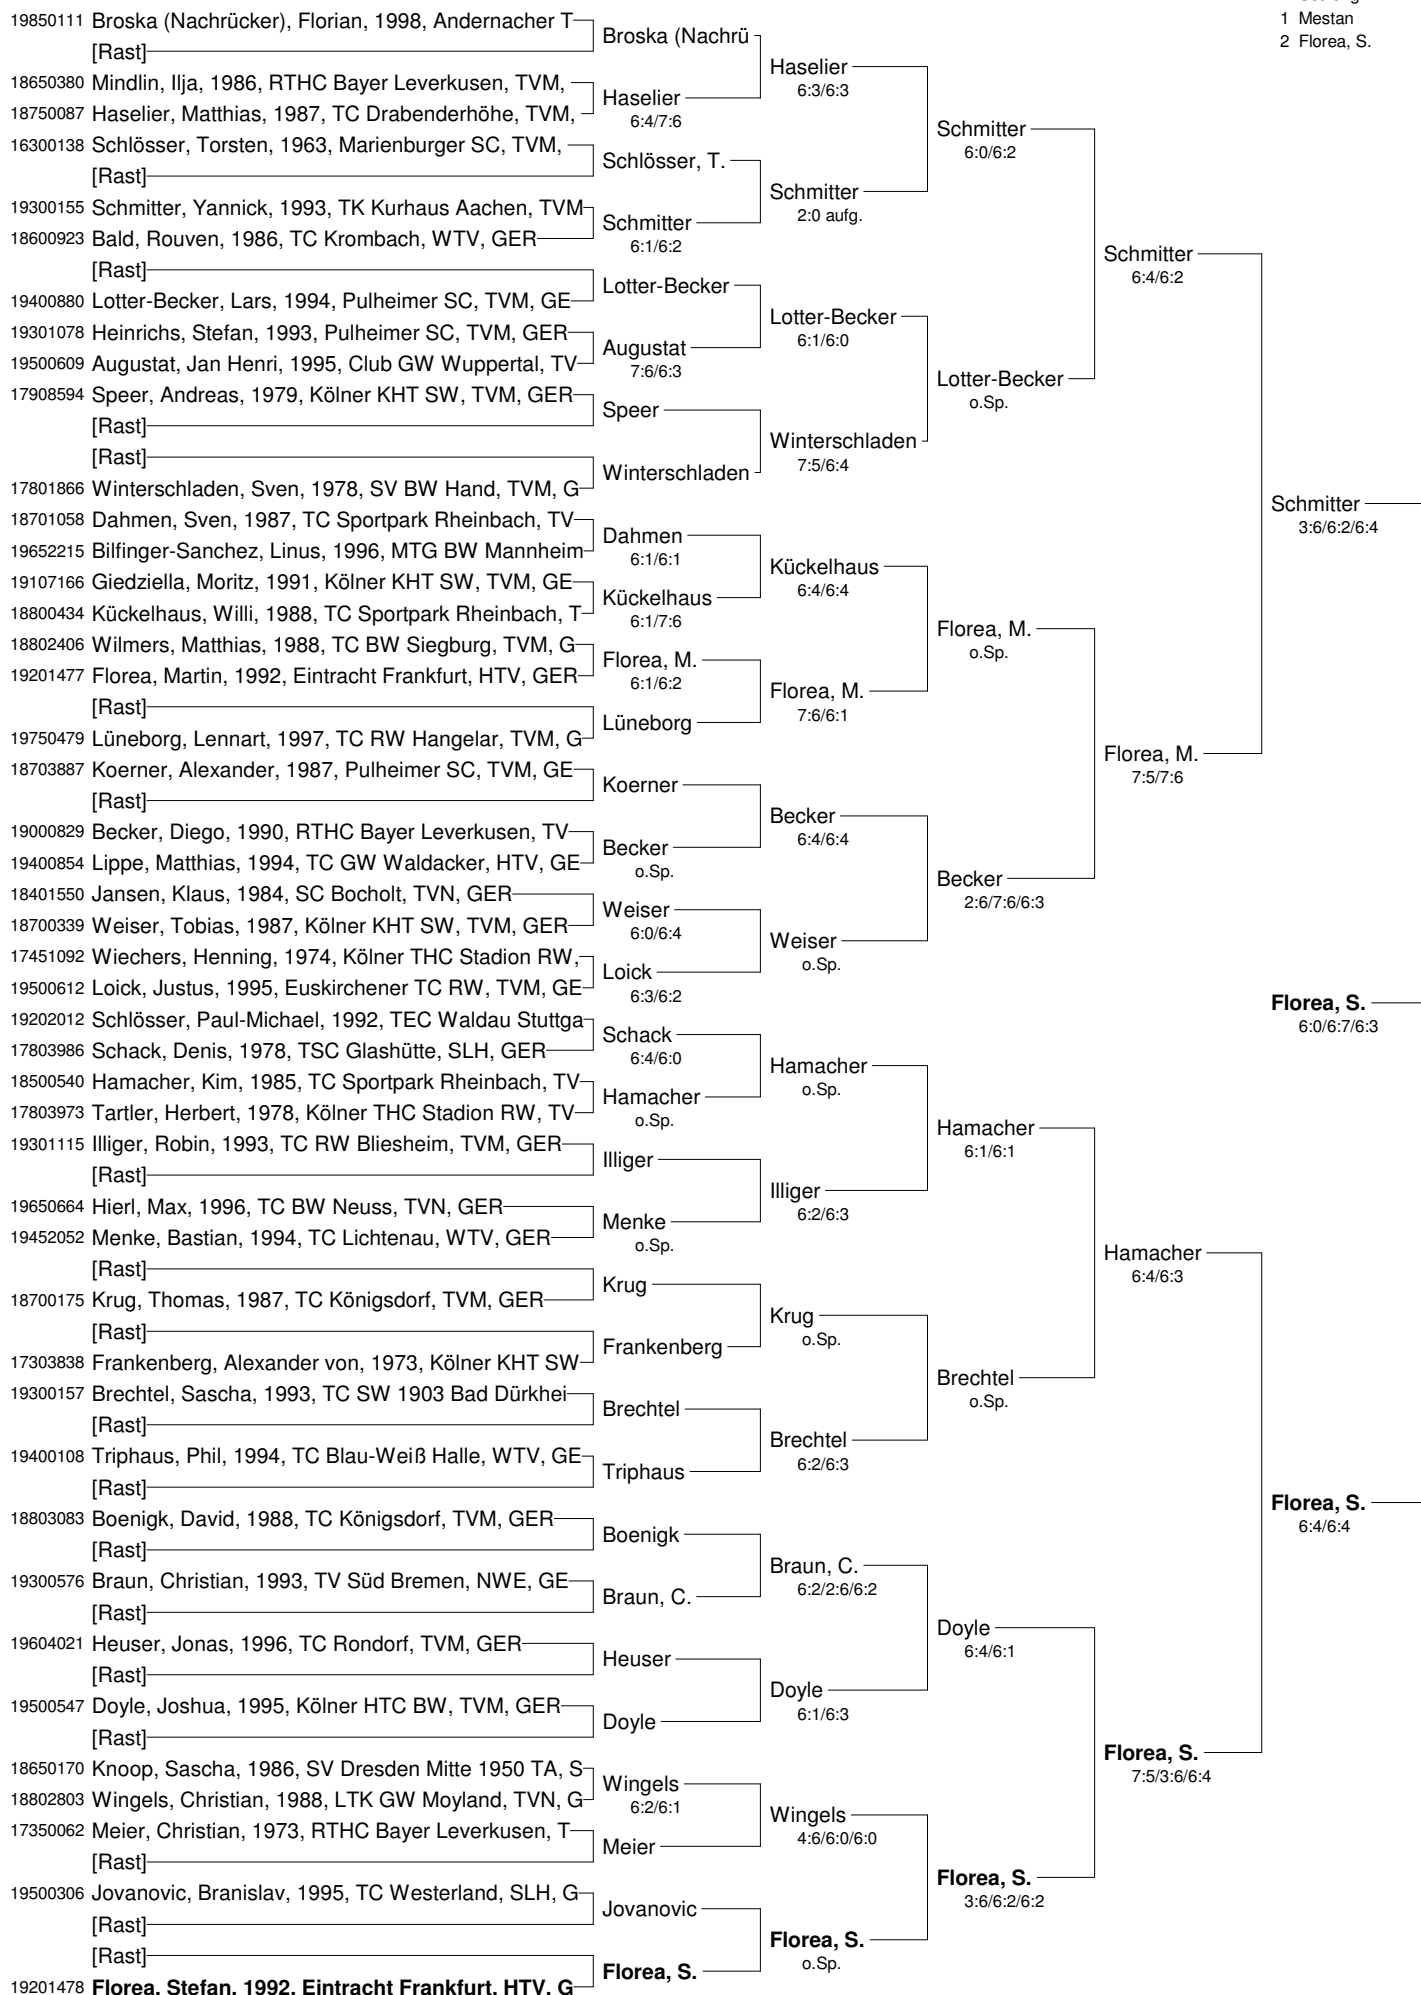 1 Mestan
2 Florea, S.
19850111 Broska (Nachrücker), Florian, 1998, Andernacher T
[Rast]
18650380 Mindlin, Ilja, 1986, RTHC Bayer Leverkusen, TVM,
18750087 Haselier, Matthias, 1987, TC Drabenderhöhe, TVM,
16300138 Schlösser, Torsten, 1963, Marienburger SC, TVM,
[Rast]
19300155 Schmitter, Yannick, 1993, TK Kurhaus Aachen, TVM
18600923 Bald, Rouven, 1986, TC Krombach, WTV, GER
[Rast]
19400880 Lotter-Becker, Lars, 1994, Pulheimer SC, TVM, GE
19301078 Heinrichs, Stefan, 1993, Pulheimer SC, TVM, GER
19500609 Augustat, Jan Henri, 1995, Club GW Wuppertal, TV
17908594 Speer, Andreas, 1979, Kölner KHT SW, TVM, GER
[Rast]
[Rast]
17801866 Winterschladen, Sven, 1978, SV BW Hand, TVM, G
18701058 Dahmen, Sven, 1987, TC Sportpark Rheinbach, TV
19652215 Bilfinger-Sanchez, Linus, 1996, MTG BW Mannheim
19107166 Giedziella, Moritz, 1991, Kölner KHT SW, TVM, GE
18800434 Kückelhaus, Willi, 1988, TC Sportpark Rheinbach, T
18802406 Wilmers, Matthias, 1988, TC BW Siegburg, TVM, G
19201477 Florea, Martin, 1992, Eintracht Frankfurt, HTV, GER
[Rast]
19750479 Lüneborg, Lennart, 1997, TC RW Hangelar, TVM, G
18703887 Koerner, Alexander, 1987, Pulheimer SC, TVM, GE
[Rast]
19000829 Becker, Diego, 1990, RTHC Bayer Leverkusen, TV
19400854 Lippe, Matthias, 1994, TC GW Waldacker, HTV, GE
18401550 Jansen, Klaus, 1984, SC Bocholt, TVN, GER
18700339 Weiser, Tobias, 1987, Kölner KHT SW, TVM, GER
17451092 Wiechers, Henning, 1974, Kölner THC Stadion RW,
19500612 Loick, Justus, 1995, Euskirchener TC RW, TVM, GE
19202012 Schlösser, Paul-Michael, 1992, TEC Waldau Stuttga
17803986 Schack, Denis, 1978, TSC Glashütte, SLH, GER
18500540 Hamacher, Kim, 1985, TC Sportpark Rheinbach, TV
17803973 Tartler, Herbert, 1978, Kölner THC Stadion RW, TV
19301115 Illiger, Robin, 1993, TC RW Bliesheim, TVM, GER
[Rast]
19650664 Hierl, Max, 1996, TC BW Neuss, TVN, GER
19452052 Menke, Bastian, 1994, TC Lichtenau, WTV, GER
[Rast]
18700175 Krug, Thomas, 1987, TC Königsdorf, TVM, GER
[Rast]
17303838 Frankenberg, Alexander von, 1973, Kölner KHT SW
19300157 Brechtel, Sascha, 1993, TC SW 1903 Bad Dürkhei
[Rast]
19400108 Triphaus, Phil, 1994, TC Blau-Weiß Halle, WTV, GE
[Rast]
18803083 Boenigk, David, 1988, TC Königsdorf, TVM, GER
[Rast]
19300576 Braun, Christian, 1993, TV Süd Bremen, NWE, GE
[Rast]
19604021 Heuser, Jonas, 1996, TC Rondorf, TVM, GER
[Rast]
19500547 Doyle, Joshua, 1995, Kölner HTC BW, TVM, GER
[Rast]
18650170 Knoop, Sascha, 1986, SV Dresden Mitte 1950 TA, S
18802803 Wingels, Christian, 1988, LTK GW Moyland, TVN, G
17350062 Meier, Christian, 1973, RTHC Bayer Leverkusen, T
[Rast]
19500306 Jovanovic, Branislav, 1995, TC Westerland, SLH, G
[Rast]
[Rast]
19201478 Florea, Stefan, 1992, Eintracht Frankfurt, HTV, G
Broska (Nachrü
Haselier
6:4/7:6
Schlösser, T.
Schmitter
6:1/6:2
Lotter-Becker
Augustat
7:6/6:3
Speer
Winterschladen
Dahmen
6:1/6:1
Kückelhaus
6:1/7:6
Florea, M.
6:1/6:2
Lüneborg
Koerner
Becker
o.Sp.
Weiser
6:0/6:4
Loick
6:3/6:2
Schack
6:4/6:0
Hamacher
o.Sp.
Illiger
Menke
o.Sp.
Krug
Frankenberg
Brechtel
Triphaus
Boenigk
Braun, C.
Heuser
Doyle
Wingels
6:2/6:1
Meier
Jovanovic
Florea, S.
Haselier
6:3/6:3
Schmitter
2:0 aufg.
Lotter-Becker
6:1/6:0
Winterschladen
7:5/6:4
Kückelhaus
6:4/6:4
Florea, M.
7:6/6:1
Becker
6:4/6:4
Weiser
o.Sp.
Hamacher
o.Sp.
Illiger
6:2/6:3
Krug
o.Sp.
Brechtel
6:2/6:3
Braun, C.
6:2/2:6/6:2
Doyle
6:1/6:3
Wingels
4:6/6:0/6:0
Florea, S.
o.Sp.
Schmitter
6:0/6:2
Lotter-Becker
o.Sp.
Florea, M.
o.Sp.
Becker
2:6/7:6/6:3
Hamacher
6:1/6:1
Brechtel
o.Sp.
Doyle
6:4/6:1
Florea, S.
3:6/6:2/6:2
Schmitter
6:4/6:2
Florea, M.
7:5/7:6
Hamacher
6:4/6:3
Florea, S.
7:5/3:6/6:4
Schmitter
3:6/6:2/6:4
Florea, S.
6:4/6:4
Florea, S.
6:0/6:7/6:3